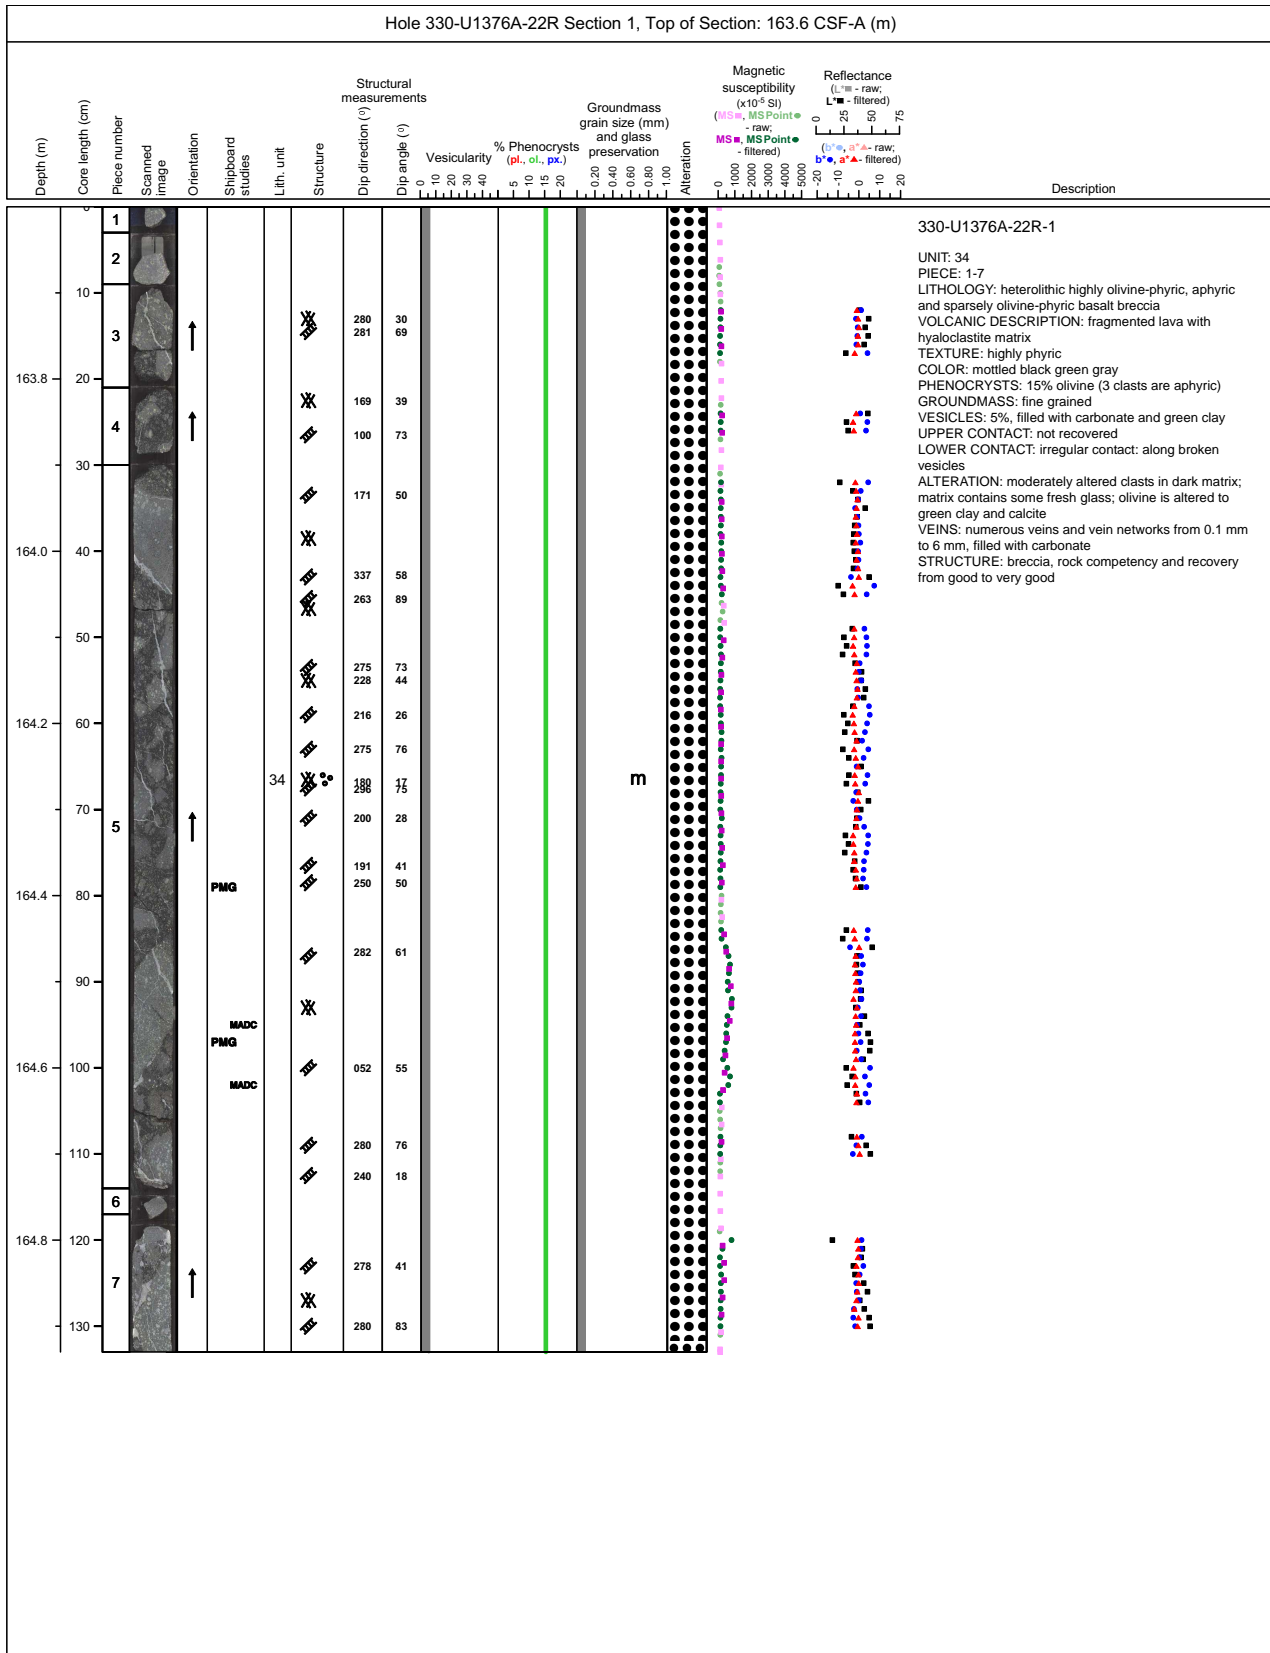 Hole 330-U1376A-22R Section 1, Top of Section: 163.6 CSF-A (m)
Depth (m)
Core length (cm)
Piece number
Scanned
image
Orientation
Shipboard
studies
Lith. unit
Structure
Structural
measurements
Dip direction (°)
Dip angle (°)
Vesicularity
0 10 20 30 40
% Phenocrysts
(pl., ol., px.)
5 10 15 20
Groundmass
grain size (mm)
and glass
preservation
0.20 0.40 0.60 0.80 1.00
Alteration
Magnetic
susceptibility
(x10-5 SI)
(MS■, MSPoint●
- raw;
MS■, MSPoint●
- filtered)
0 1000 2000 3000 4000 5000
Reflectance
(L*■ - raw;
L*■ - filtered)
0 25 50 75
(b*●, a*▲- raw;
b*●, a*▲- filtered)
-20 -10 0 10 20
Description
0
1
2
10
3
280 30
281 69
163.8
20
169 39
4
100 73
30
171 50
164.0
40
337 58
263 89
50
275 73
228 44
216 26
164.2
60
275 76
34
180 17
m
296 75
70
200 28
5
191 41
PMG
250 50
164.4
80
282 61
90
MADC
PMG
164.6
100
052 55
MADC
280 76
110
240 18
6
164.8
120
278 41
7
280 83
130
330-U1376A-22R-1
UNIT: 34
PIECE: 1-7
LITHOLOGY: heterolithic highly olivine-phyric, aphyric
and sparsely olivine-phyric basalt breccia
VOLCANIC DESCRIPTION: fragmented lava with
hyaloclastite matrix
TEXTURE: highly phyric
COLOR: mottled black green gray
PHENOCRYSTS: 15% olivine (3 clasts are aphyric)
GROUNDMASS: fine grained
VESICLES: 5%, filled with carbonate and green clay
UPPER CONTACT: not recovered
LOWER CONTACT: irregular contact: along broken
vesicles
ALTERATION: moderately altered clasts in dark matrix;
matrix contains some fresh glass; olivine is altered to
green clay and calcite
VEINS: numerous veins and vein networks from 0.1 mm
to 6 mm, filled with carbonate
STRUCTURE: breccia, rock competency and recovery
from good to very good